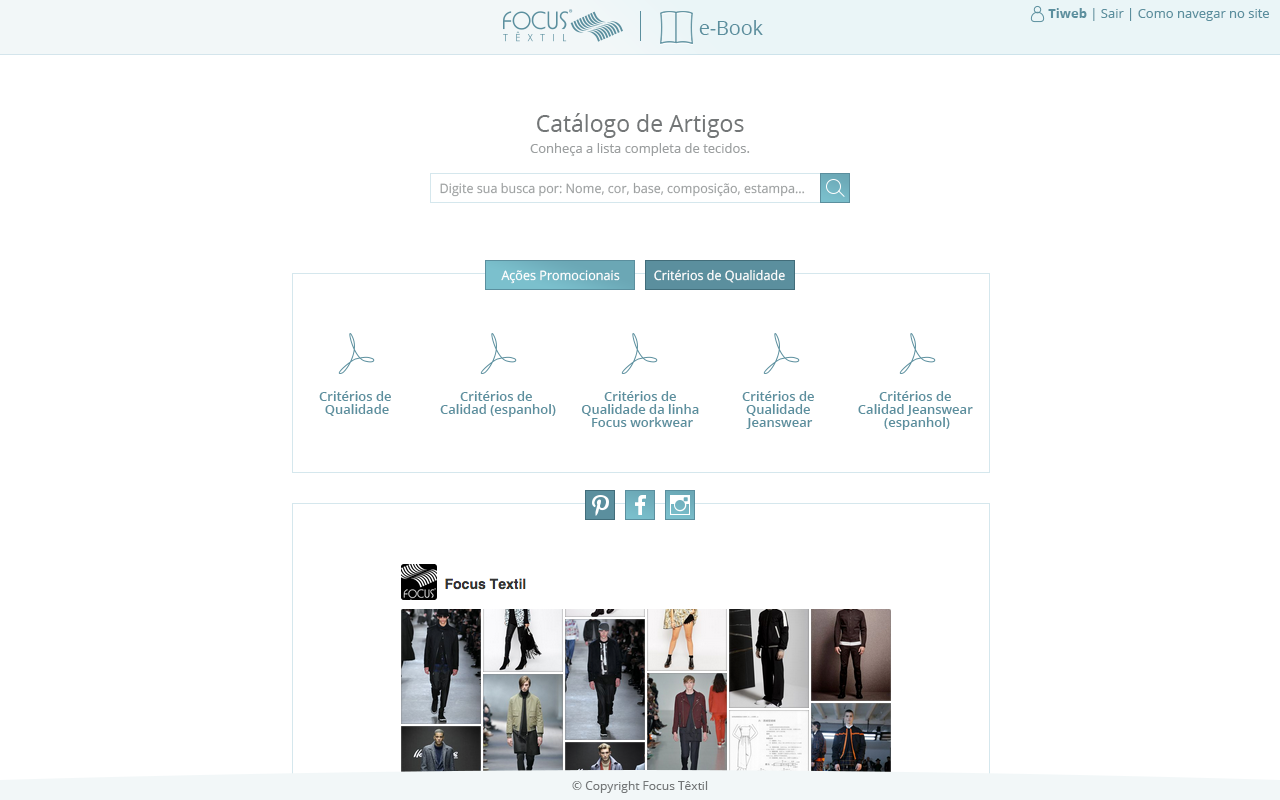 FOCUS®
TÊXTIL
e-Book
Tiweb | Sair | Como navegar no site
Catálogo de Artigos
Conheça a lista completa de tecidos.
Digite sua busca por: Nome, cor, base, composição, estampa...
Ações Promocionais
Critérios de Qualidade
Critérios de
Qualidade
Critérios de
Calidad (espanhol)
Critérios de
Qualidade da linha
Focus workwear
Critérios de
Qualidade
Jeanswear
Critérios de
Calidad Jeanswear
(espanhol)
FOCUS
Focus Textil
© Copyright Focus Têxtil